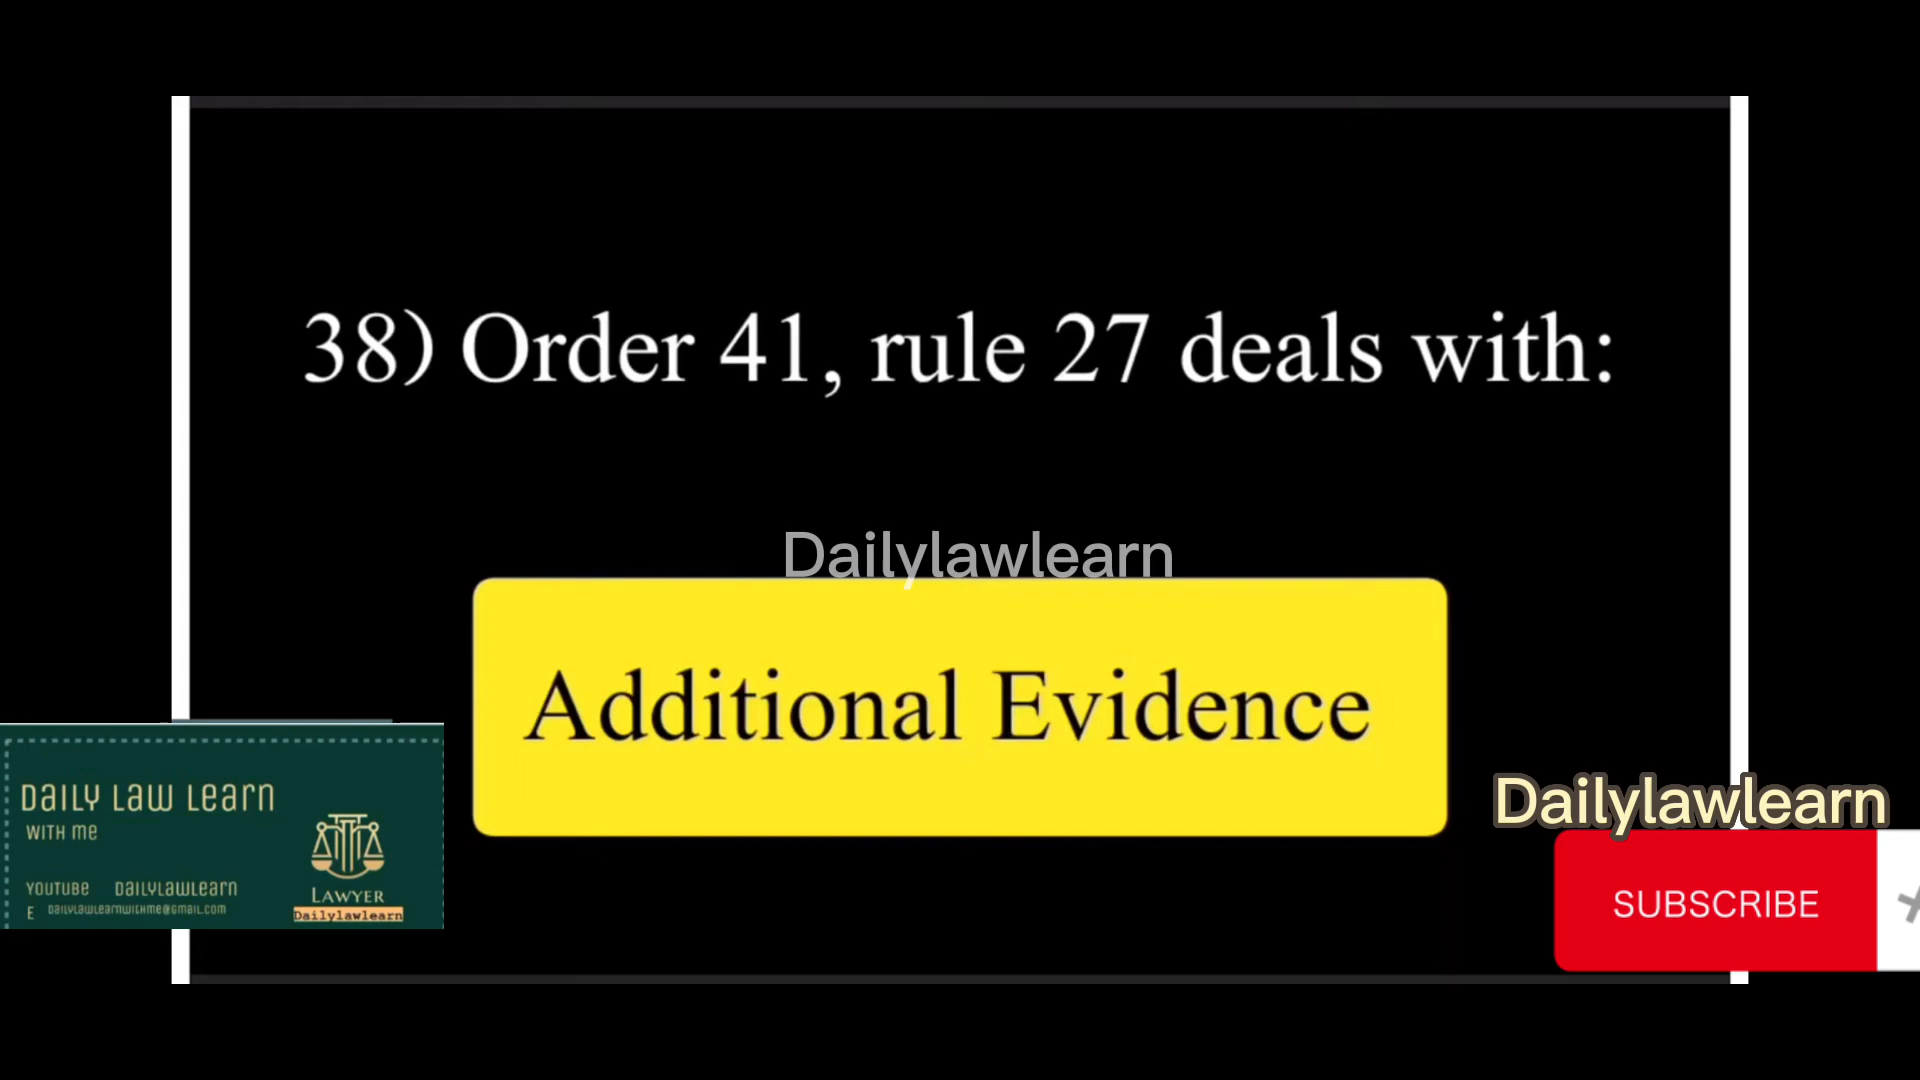 38) Order 41, rule 27 deals with:
Dailylawlearn
Additional Evidence
DAILY LAW LEARN
WITH ME
YOUTUBE DAILYLAWLEARN
E DAILYLAWLEARNWITHME@GMAIL.COM
LAWYER
Dailylawlearn
Dailylawlearn
SUBSCRIBE